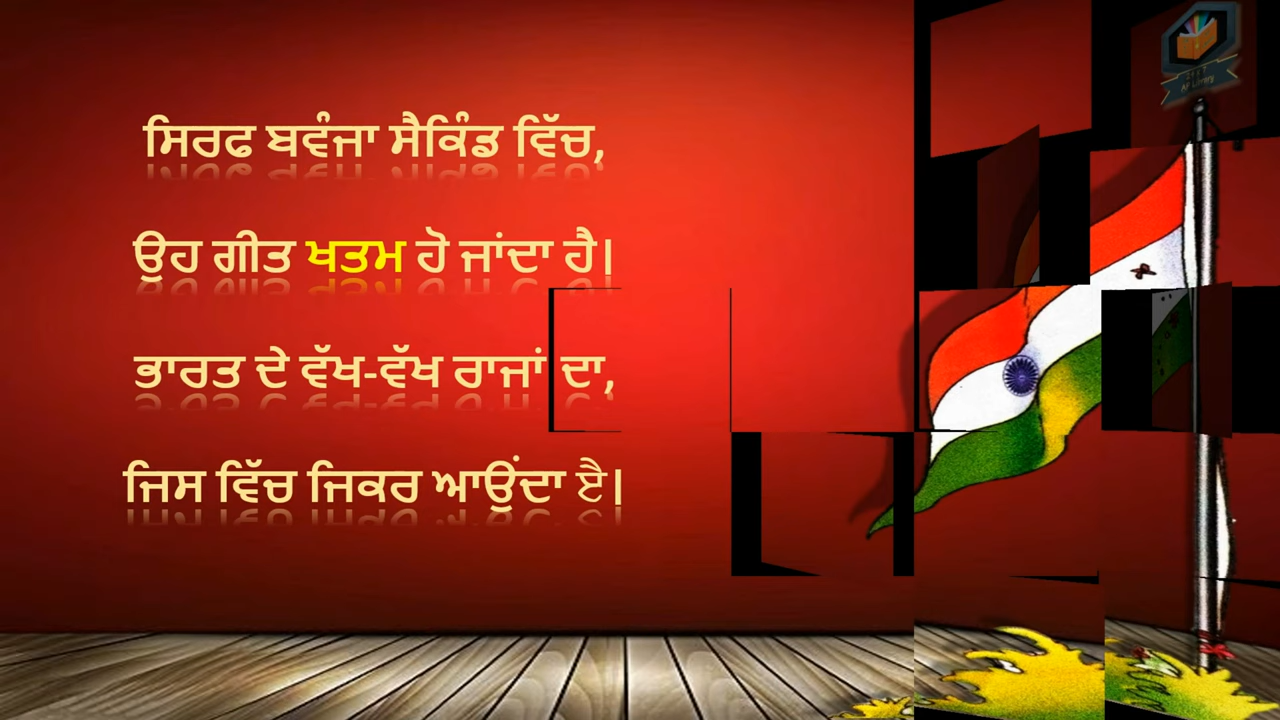 ਸਿਰਫ ਬਵੰਜਾ ਸੈਕਿੰਡ ਵਿੱਚ,
ਉਹ ਗੀਤ ਖਤਮ ਹੋ ਜਾਂਦਾ ਹੈ|
ਭਾਰਤ ਦੇ ਵੱਖ-ਵੱਖ ਰਾਜਾਂ ਦਾ,
ਜਿਸ ਵਿੱਚ ਜਿਕਰ ਆਉਂਦਾ ਏ|